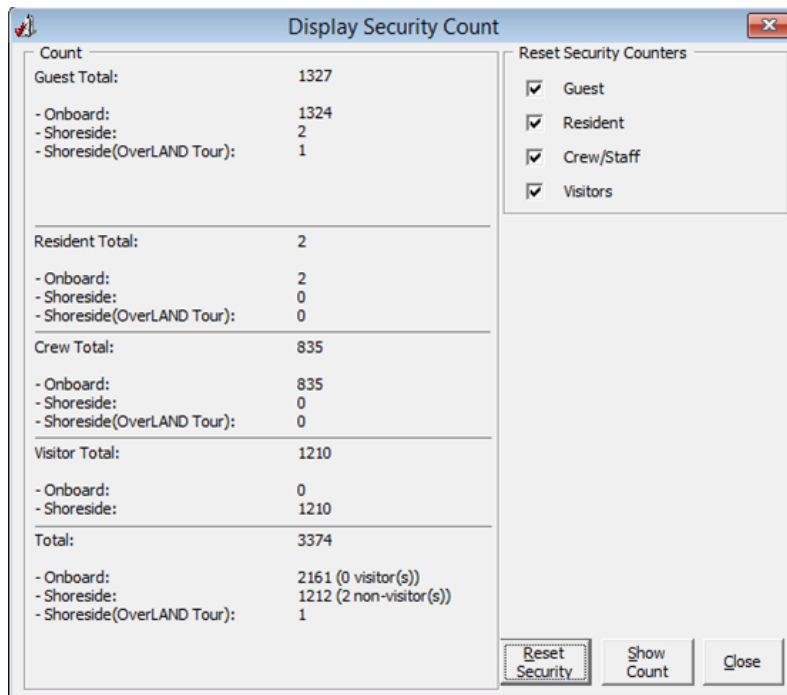 Display Security Count
Count
Guest Total: 1327
- Onboard: 1324
- Shoreside: 2
- Shoreside(OverLAND Tour): 1
Resident Total: 2
- Onboard: 2
- Shoreside: 0
- Shoreside(OverLAND Tour): 0
Crew Total: 835
- Onboard: 835
- Shoreside: 0
- Shoreside(OverLAND Tour): 0
Visitor Total: 1210
- Onboard: 0
- Shoreside: 1210
Total: 3374
- Onboard: 2161 (0 visitor(s))
- Shoreside: 1212 (2 non-visitor(s))
- Shoreside(OverLAND Tour): 1
Reset Security Counters
Guest
Resident
Crew/Staff
Visitors
Reset
Security
Show
Count
Close